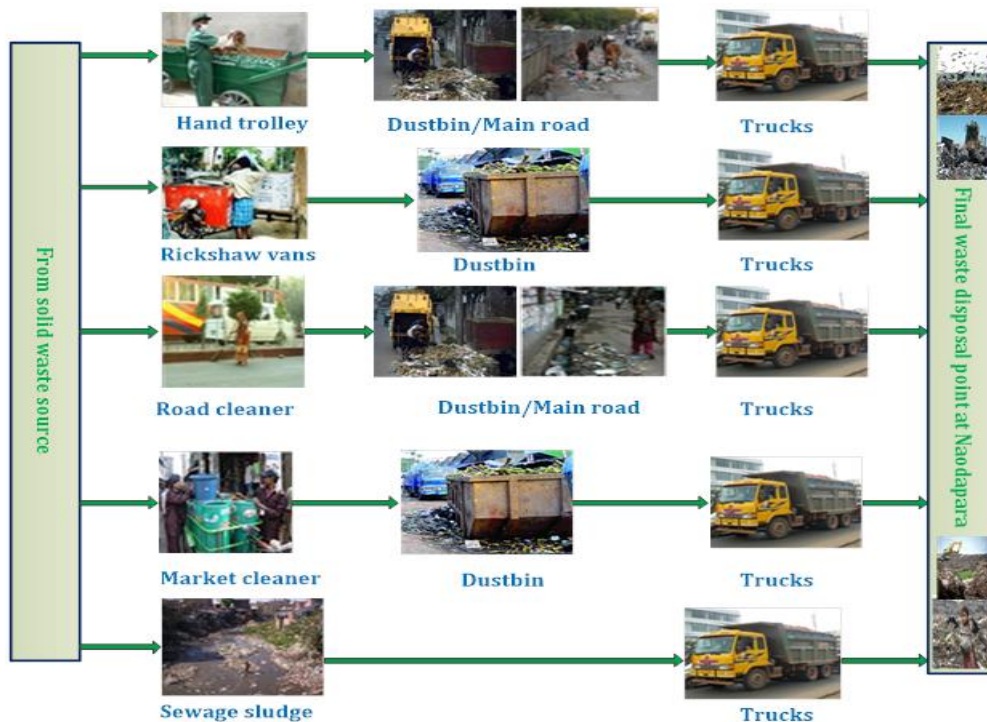 From solid waste source
Hand trolley
Dustbin/Main road
Trucks
Rickshaw vans
Dustbin
Trucks
Road cleaner
Dustbin/Main road
Trucks
Market cleaner
Dustbin
Trucks
Sewage sludge
Trucks
Final waste disposal point at Naodapara